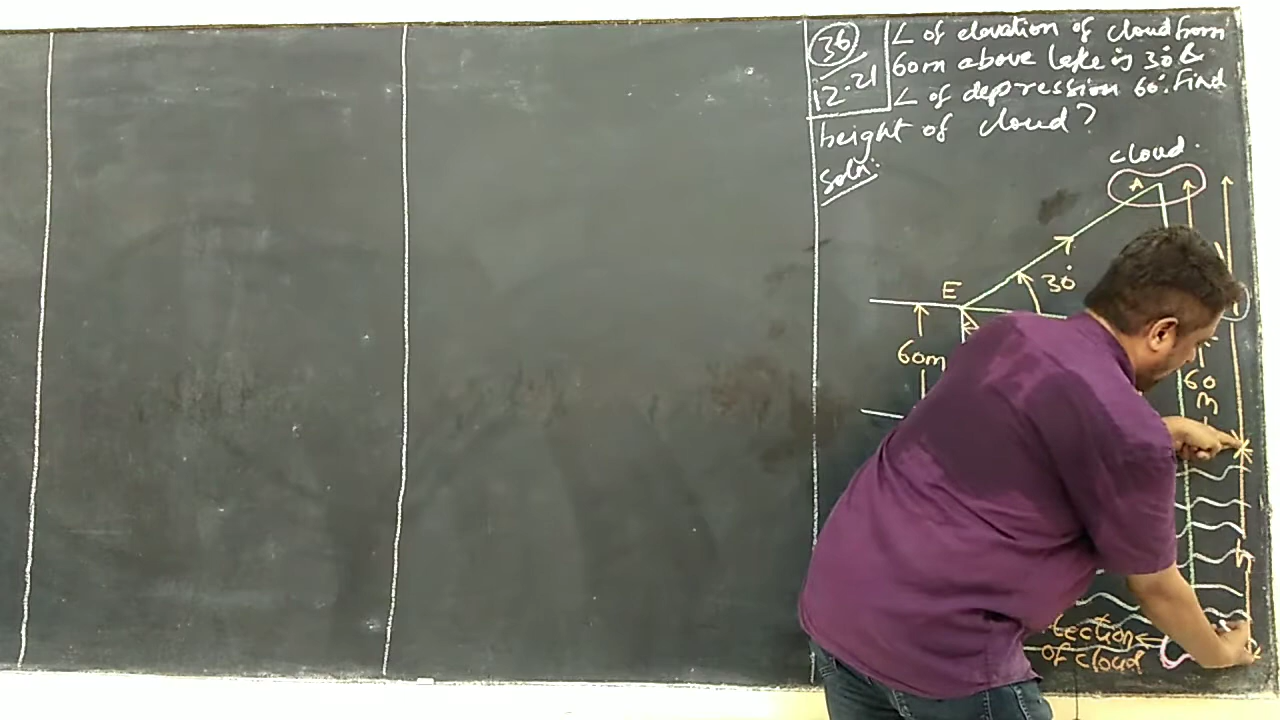 36
12.21
∠ of elevation of cloud from
60m above lake is 30° &
∠ of depression 60°. Find
height of cloud?
Soln:
cloud.
A
E
30°
60m
60
m
h
tection
of cloud